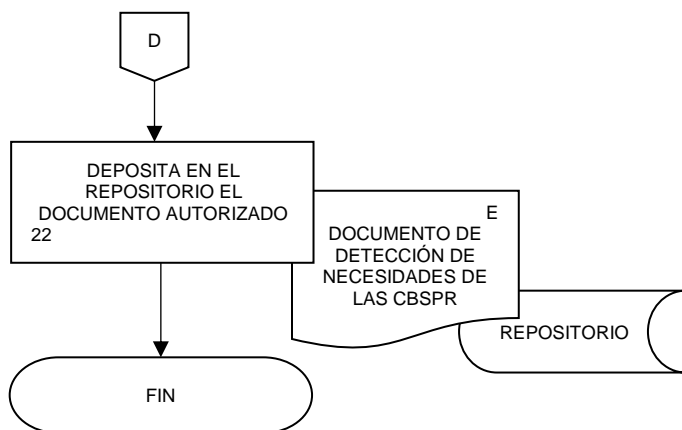 D
DEPOSITA EN EL
REPOSITORIO EL
DOCUMENTO AUTORIZADO
22
E
DOCUMENTO DE
DETECCIÓN DE
NECESIDADES DE
LAS CBSPR
REPOSITORIO
FIN